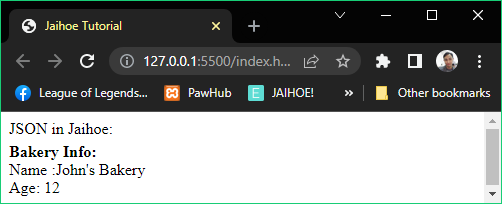 Jaihoe Tutorial
127.0.0.1:5500/index.h...
League of Legends...
PawHub
E
JAIHOE!
»
Other bookmarks
JSON in Jaihoe:
Bakery Info:
Name :John's Bakery
Age: 12